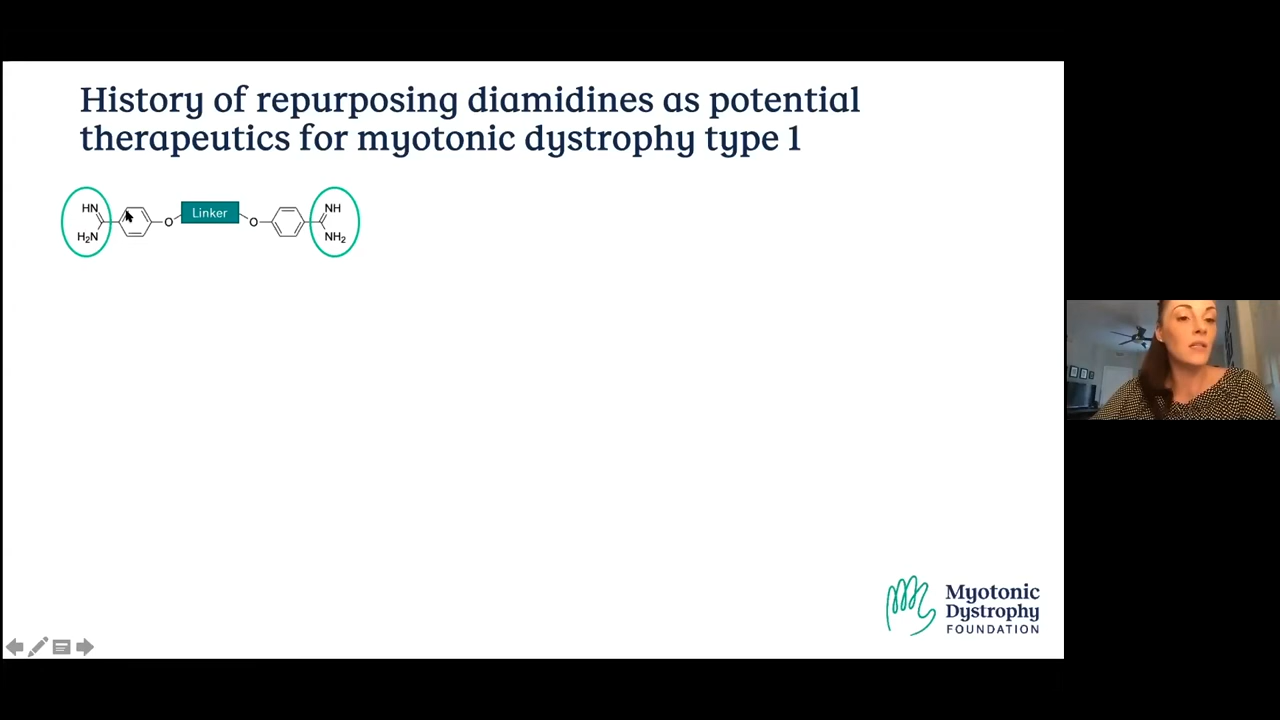 History of repurposing diamidines as potential
therapeutics for myotonic dystrophy type 1
HN
H₂N
O
Linker
O
NH
NH₂
Myotonic
Dystrophy
FOUNDATION